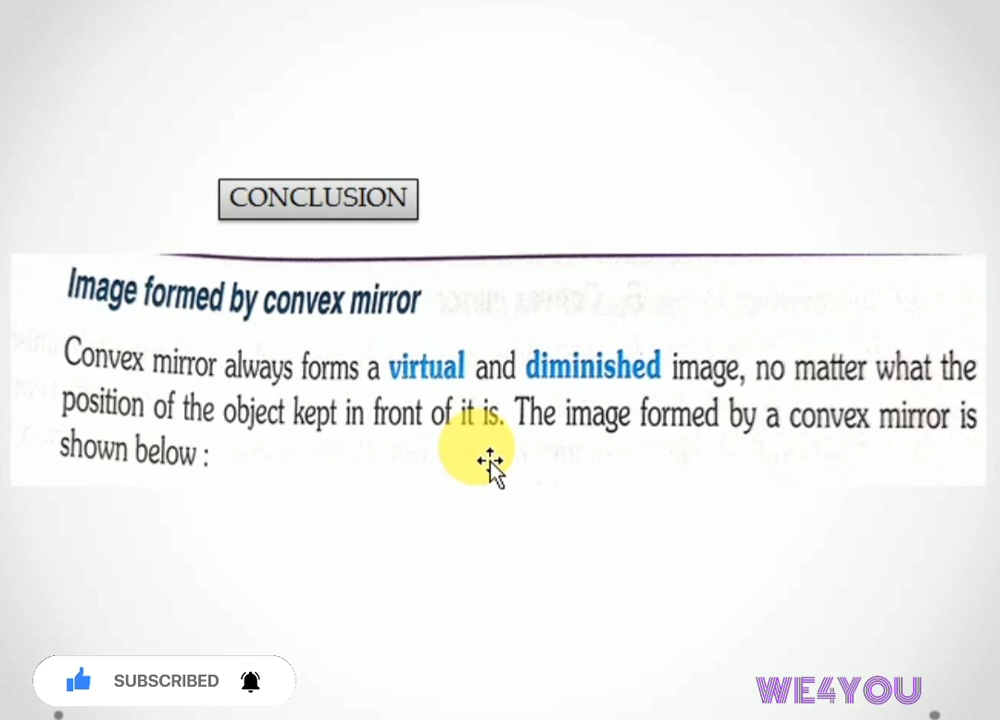 CONCLUSION
Image formed by convex mirror
Convex mirror always forms a virtual and diminished image, no matter what the
position of the object kept in front of it is. The image formed by a convex mirror is
shown below :
SUBSCRIBED
WE4YOU